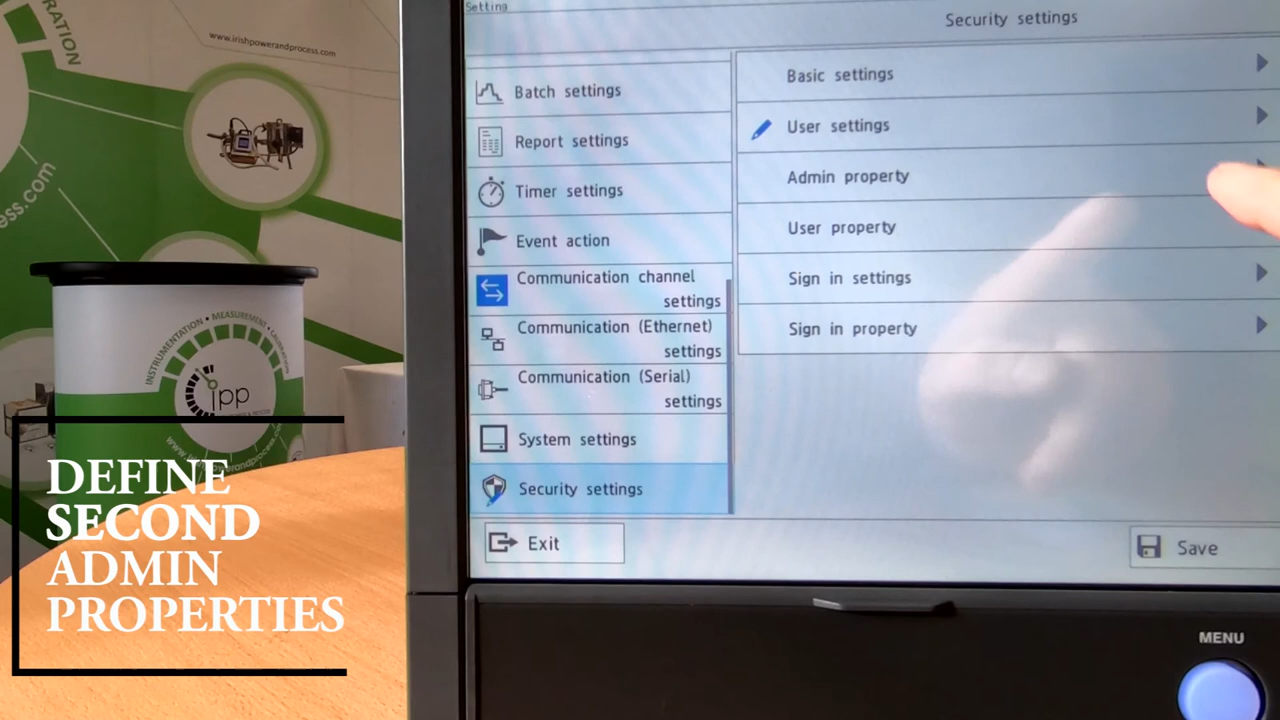 Setting
Security settings
Batch settings
Report settings
Timer settings
Event action
Communication channel
settings
Communication (Ethernet)
settings
Communication (Serial)
settings
System settings
Security settings
Basic settings
User settings
Admin property
User property
Sign in settings
Sign in property
Exit
Save
MENU
www.irishpowerandprocess.com
RATION
ess.com
INSTRUMENTATION • MEASUREMENT • CALIBRATION
ipp
DEFINE
SECOND
ADMIN
PROPERTIES